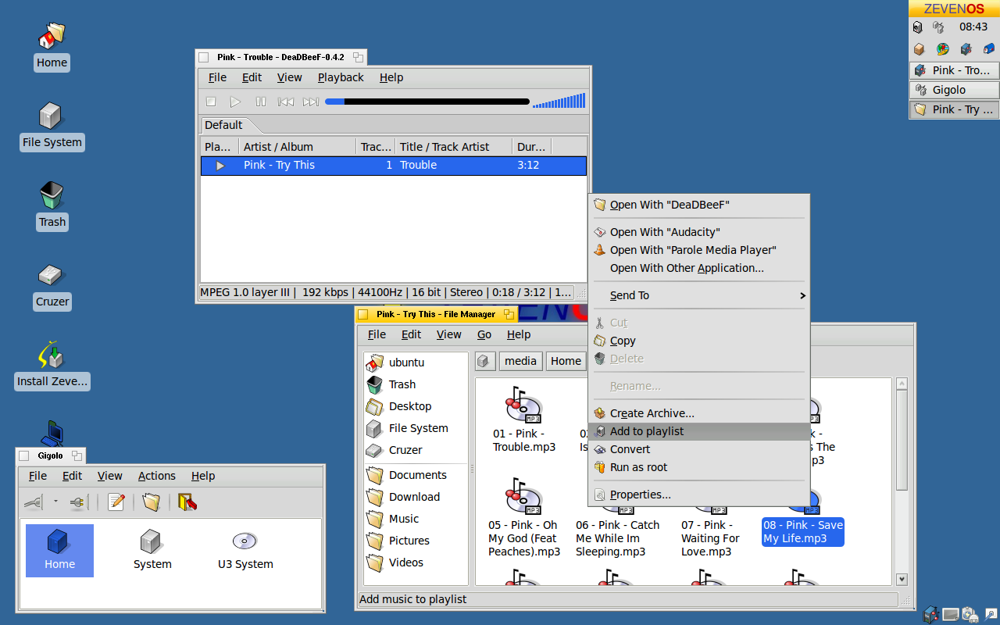 ZEVENOS
08:43
Pink - Tro...
Gigolo
Pink - Try ...
Home
File System
Trash
Cruzer
Install Zeve...
Pink - Trouble - DeaDBeeF-0.4.2
File Edit View Playback Help
Default
Pla... Artist / Album Trac... Title / Track Artist Dur...
Pink - Try This 1 Trouble 3:12
MPEG 1.0 layer III | 192 kbps | 44100Hz | 16 bit | Stereo | 0:18 / 3:12 | 1...
Open With "DeaDBeeF"
Open With "Audacity"
Open With "Parole Media Player"
Open With Other Application...
Send To
Cut
Copy
Delete
Rename...
Create Archive...
Add to playlist
Convert
Run as root
Properties...
Pink - Try This - File Manager
File Edit View Go Help
ubuntu
Trash
Desktop
File System
Cruzer
Documents
Download
Music
Pictures
Videos
media Home
MP3
01 - Pink -
Trouble.mp3
The
MP3 MP3 MP3 MP3
05 - Pink - Oh
My God (Feat
Peaches).mp3
06 - Pink - Catch
Me While Im
Sleeping.mp3
07 - Pink -
Waiting For
Love.mp3
08 - Pink - Save
My Life.mp3
Add music to playlist
Gigolo
File Edit View Actions Help
Home
System
U3 System